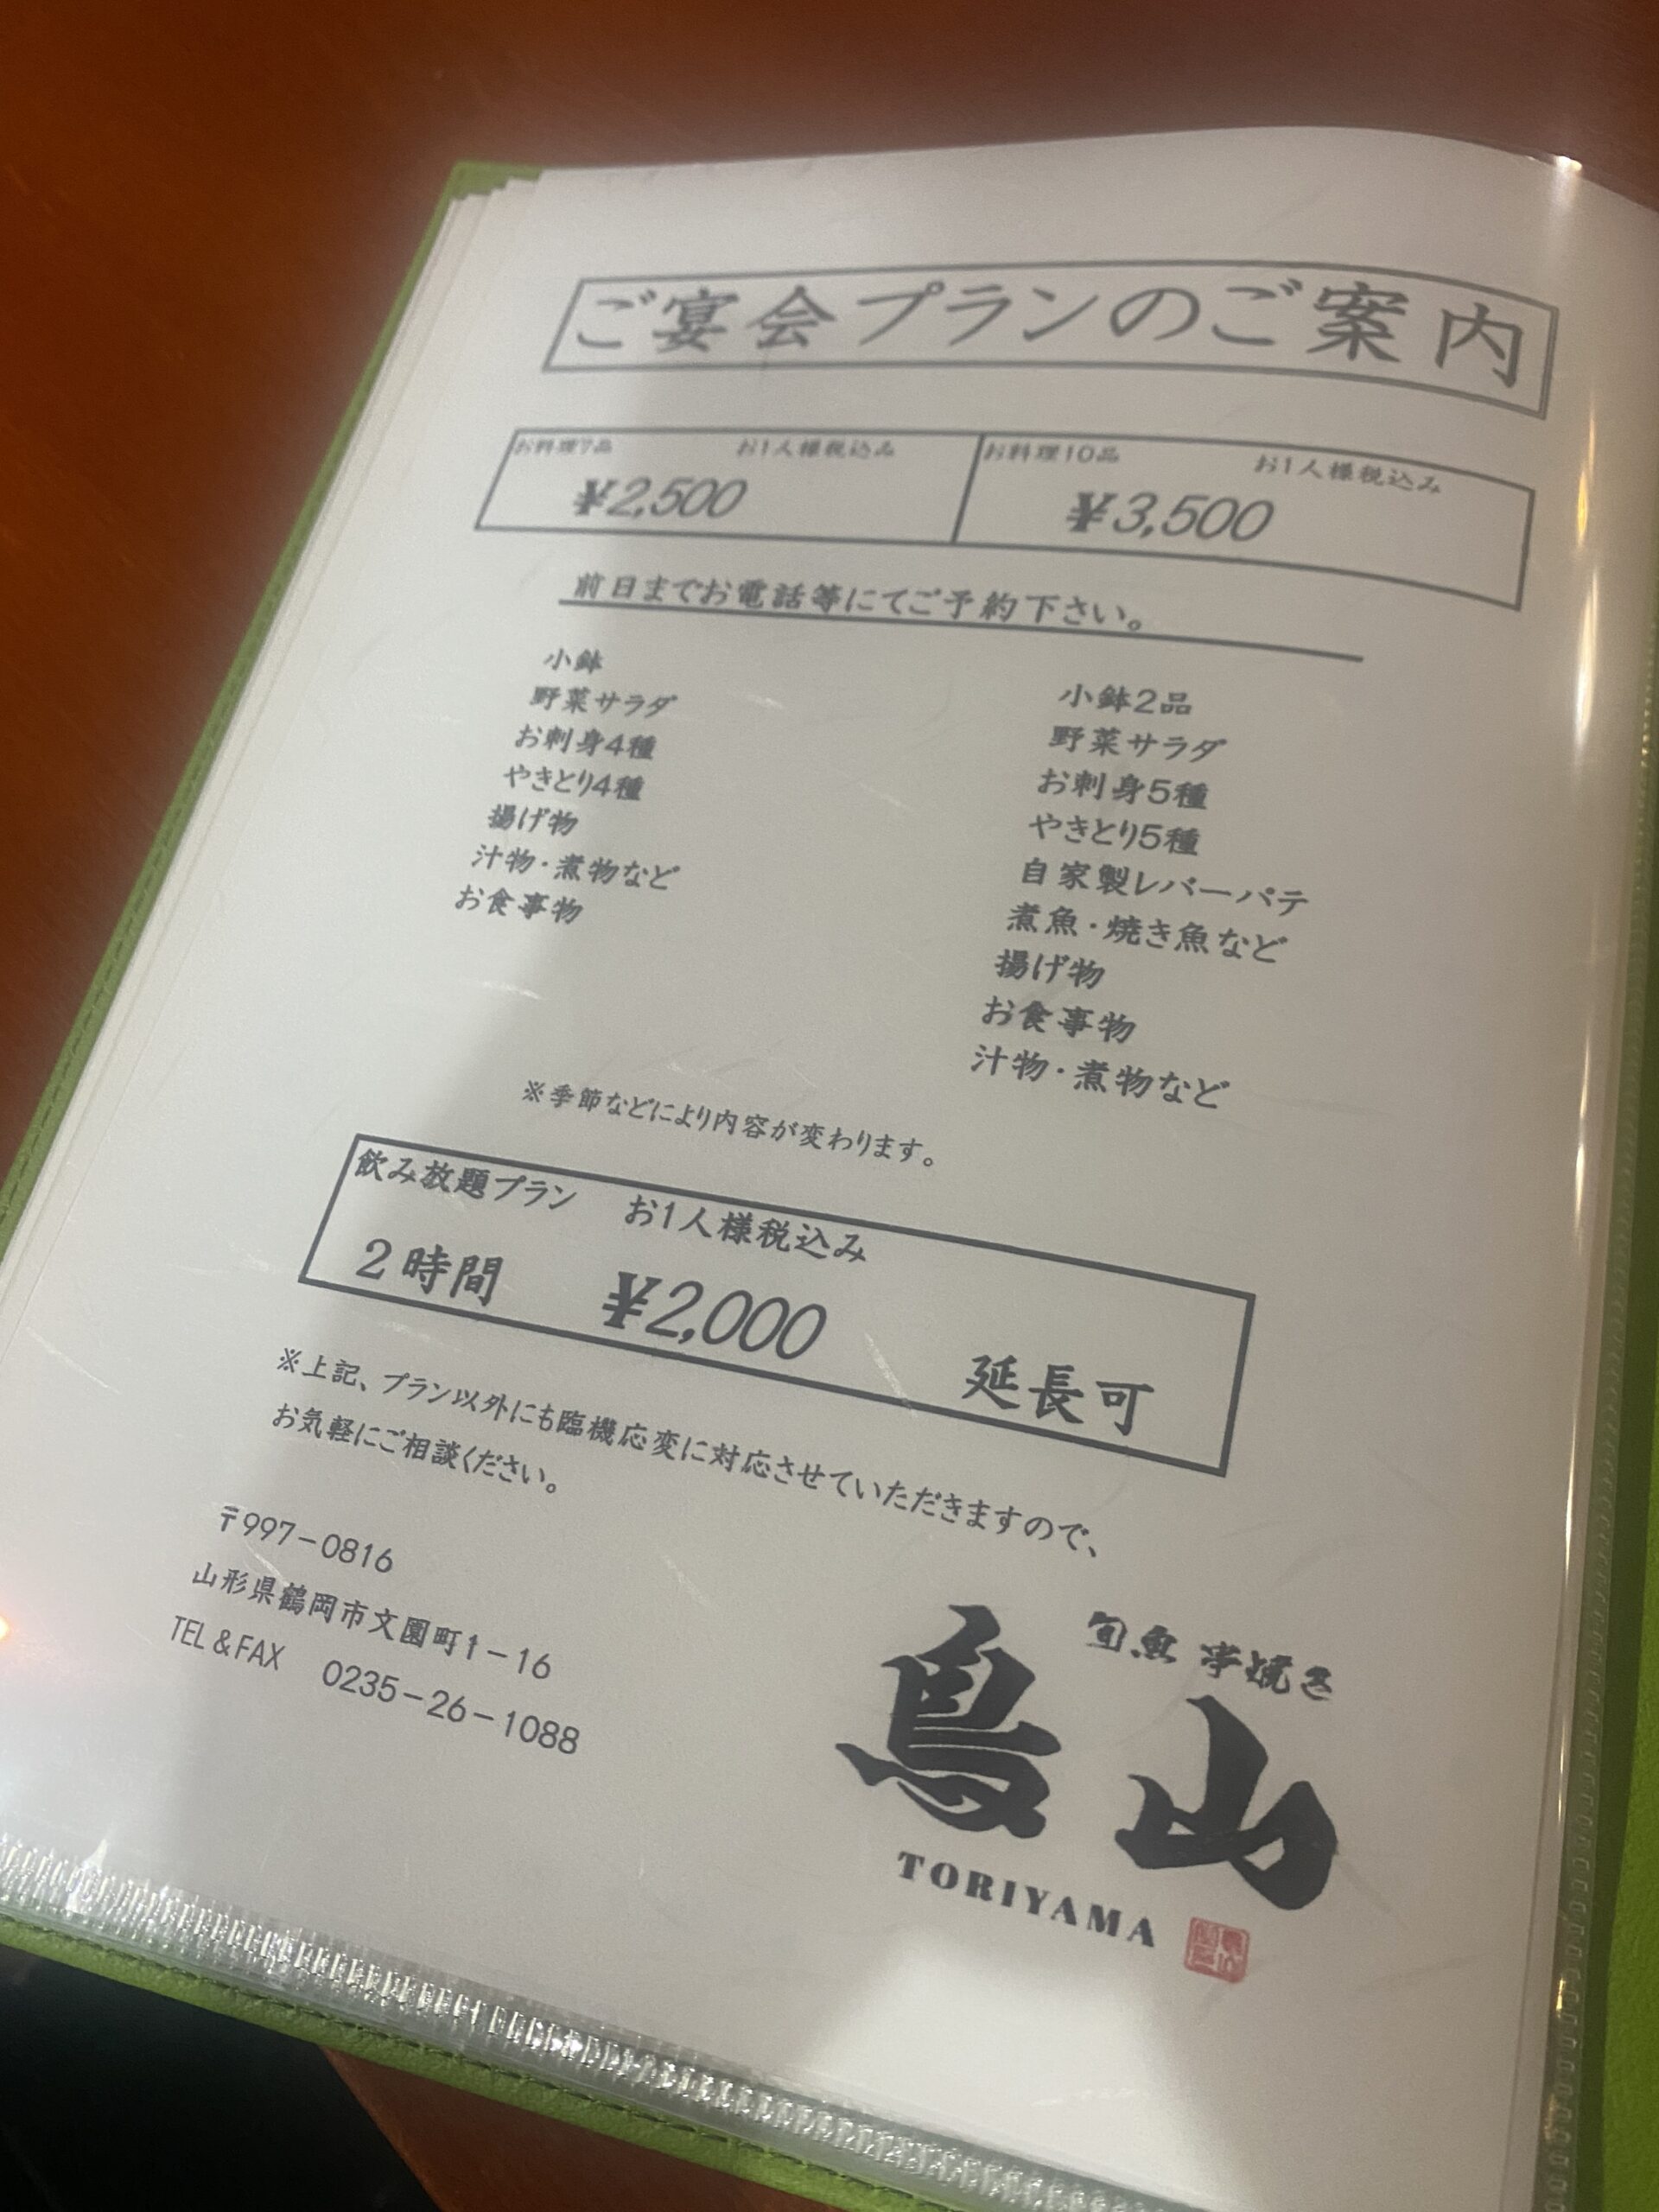 ご宴会プランのご案内
お料理7品 お1人様税込み
¥2,500
お料理10品 お1人様税込み
¥3,500
前日までお電話等にてご予約下さい。
小鉢
野菜サラダ
お刺身4種
やきとり4種
揚げ物
汁物・煮物など
お食事物
小鉢2品
野菜サラダ
お刺身5種
やきとり5種
自家製レバーパテ
煮魚・焼き魚など
揚げ物
お食事物
汁物・煮物など
※季節などにより内容が変わります。
飲み放題プラン お1人様税込み
2時間 ¥2,000 延長可
※上記、プラン以外にも臨機応変に対応させていただきますので、
お気軽にご相談ください。
〒997-0816
山形県鶴岡市文園町1-16
TEL&FAX 0235-26-1088
旬魚 串焼き
鳥山
TORIYAMA